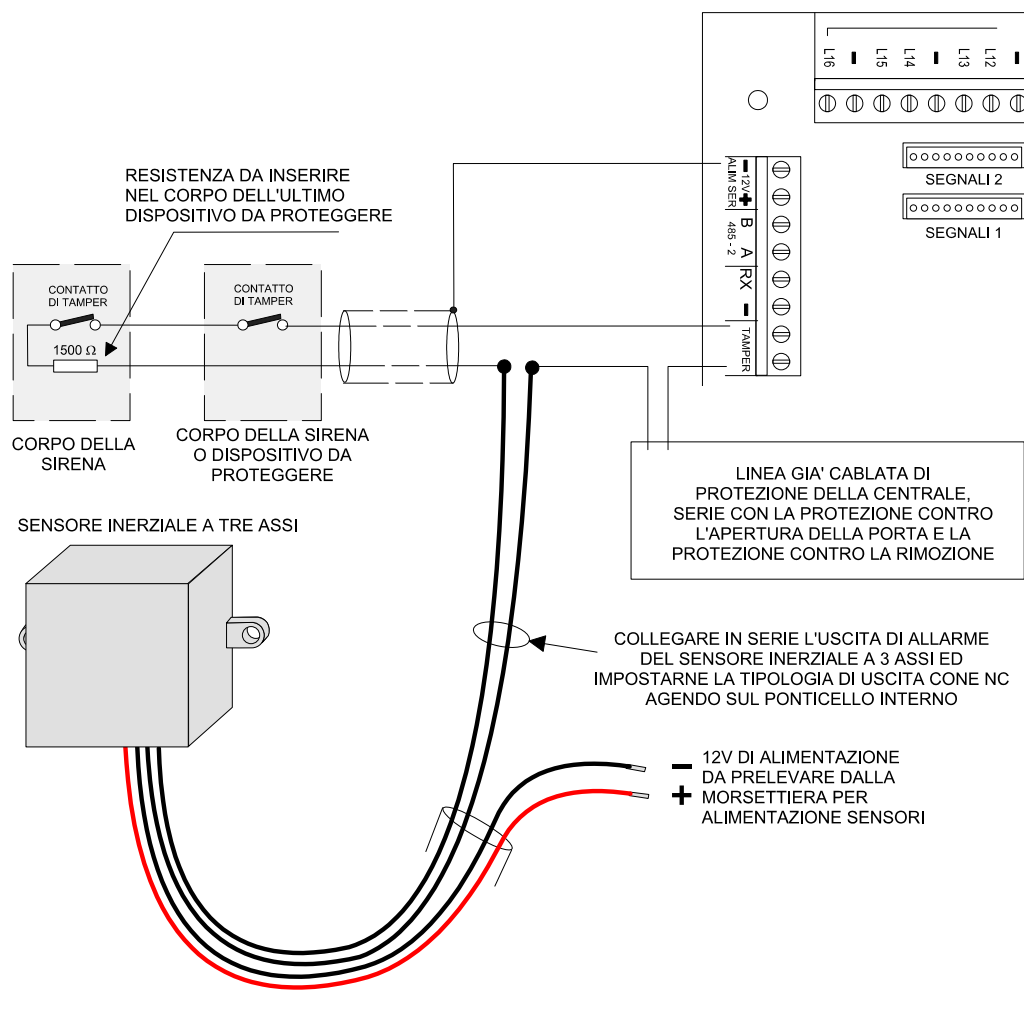 L16 - L15 L14 - L13 L12 -
SEGNALI 2
SEGNALI 1
- 12V +
ALIM SER
B A
485 - 2
RX -
TAMPER
RESISTENZA DA INSERIRE
NEL CORPO DELL'ULTIMO
DISPOSITIVO DA PROTEGGERE
CONTATTO
DI TAMPER
1500 Ω
CORPO DELLA
SIRENA
CONTATTO
DI TAMPER
CORPO DELLA SIRENA
O DISPOSITIVO DA
PROTEGGERE
LINEA GIA' CABLATA DI
PROTEZIONE DELLA CENTRALE,
SERIE CON LA PROTEZIONE CONTRO
L'APERTURA DELLA PORTA E LA
PROTEZIONE CONTRO LA RIMOZIONE
SENSORE INERZIALE A TRE ASSI
COLLEGARE IN SERIE L'USCITA DI ALLARME
DEL SENSORE INERZIALE A 3 ASSI ED
IMPOSTARNE LA TIPOLOGIA DI USCITA CONE NC
AGENDO SUL PONTICELLO INTERNO
- 12V DI ALIMENTAZIONE
DA PRELEVARE DALLA
+ MORSETTIERA PER
ALIMENTAZIONE SENSORI